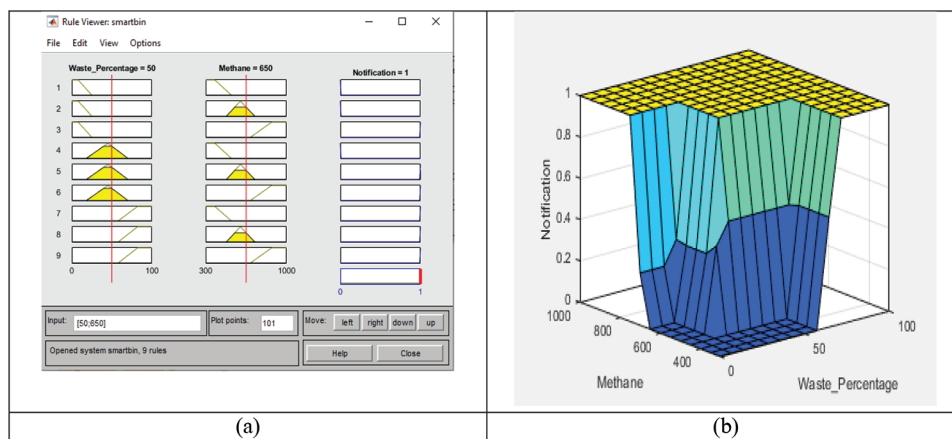 Rule Viewer: smartbin
File Edit View Options
Waste_Percentage = 50
Methane = 650
Notification = 1
1
2
3
4
5
6
7
8
9
0 100
300 1000
0 1
Input: [50;650]
Plot points: 101
Move: left right down up
Opened system smartbin, 9 rules
Help Close
1
0.8
0.6
0.4
0.2
0
Notification
1000
800
600
400
Methane
0
50
100
Waste_Percentage
(a)
(b)